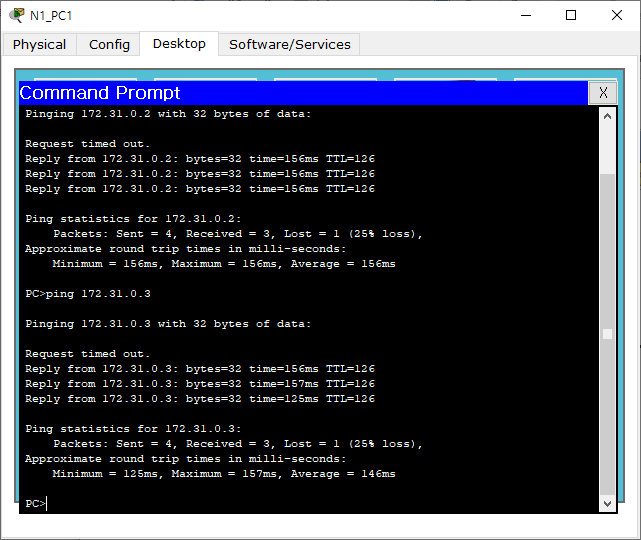 N1_PC1
Physical Config Desktop Software/Services
Command Prompt X
Pinging 172.31.0.2 with 32 bytes of data:
Request timed out.
Reply from 172.31.0.2: bytes=32 time=156ms TTL=126
Reply from 172.31.0.2: bytes=32 time=156ms TTL=126
Reply from 172.31.0.2: bytes=32 time=156ms TTL=126
Ping statistics for 172.31.0.2:
    Packets: Sent = 4, Received = 3, Lost = 1 (25% loss),
Approximate round trip times in milli-seconds:
    Minimum = 156ms, Maximum = 156ms, Average = 156ms
PC>ping 172.31.0.3
Pinging 172.31.0.3 with 32 bytes of data:
Request timed out.
Reply from 172.31.0.3: bytes=32 time=156ms TTL=126
Reply from 172.31.0.3: bytes=32 time=157ms TTL=126
Reply from 172.31.0.3: bytes=32 time=125ms TTL=126
Ping statistics for 172.31.0.3:
    Packets: Sent = 4, Received = 3, Lost = 1 (25% loss),
Approximate round trip times in milli-seconds:
    Minimum = 125ms, Maximum = 157ms, Average = 146ms
PC>